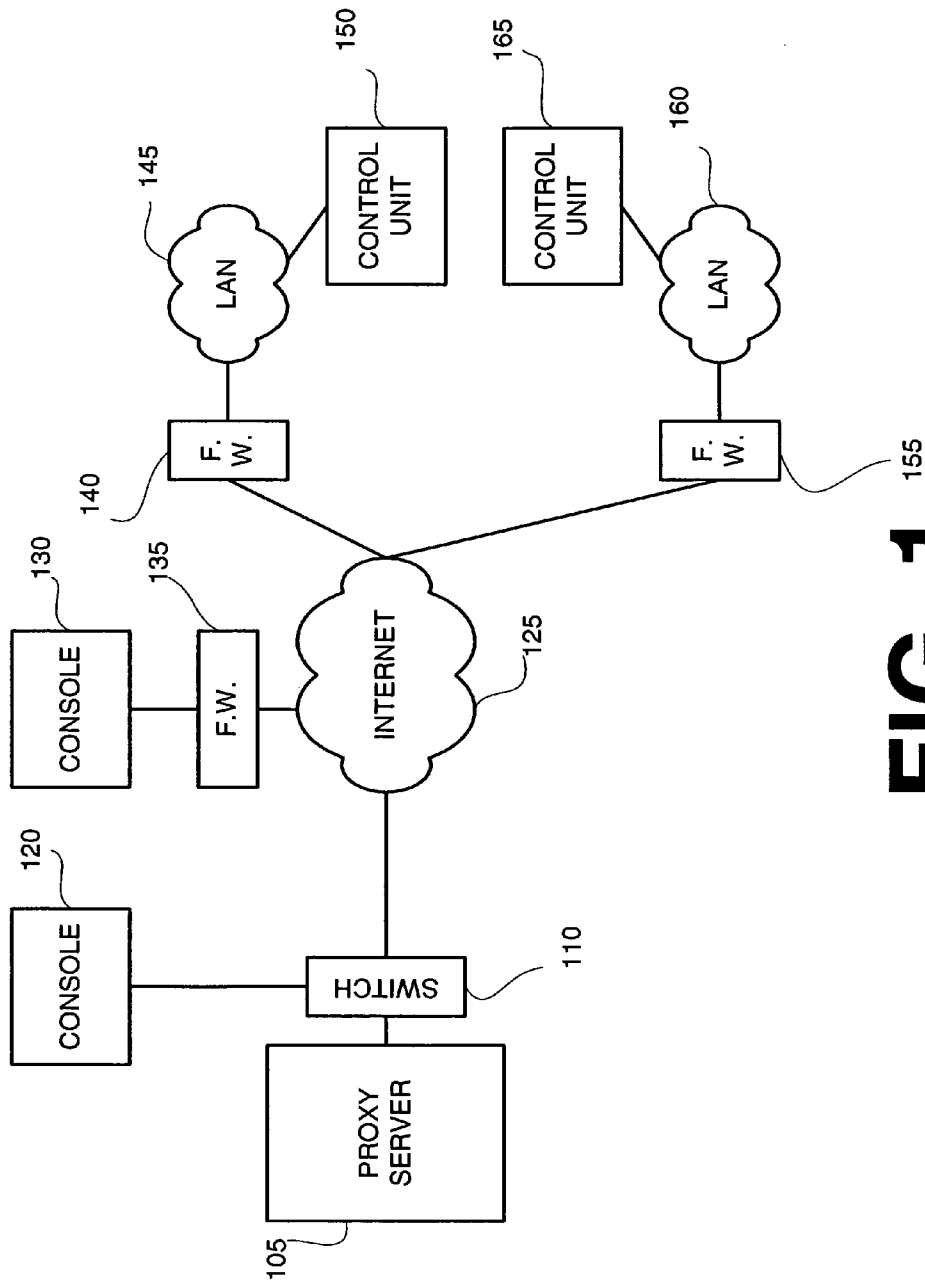 120
CONSOLE
130
CONSOLE
135
F.W.
140
F.
W.
145
LAN
150
CONTROL
UNIT
105
PROXY
SERVER
SWITCH
110
INTERNET
125
155
F.
W.
LAN
160
165
CONTROL
UNIT
FIG. 1